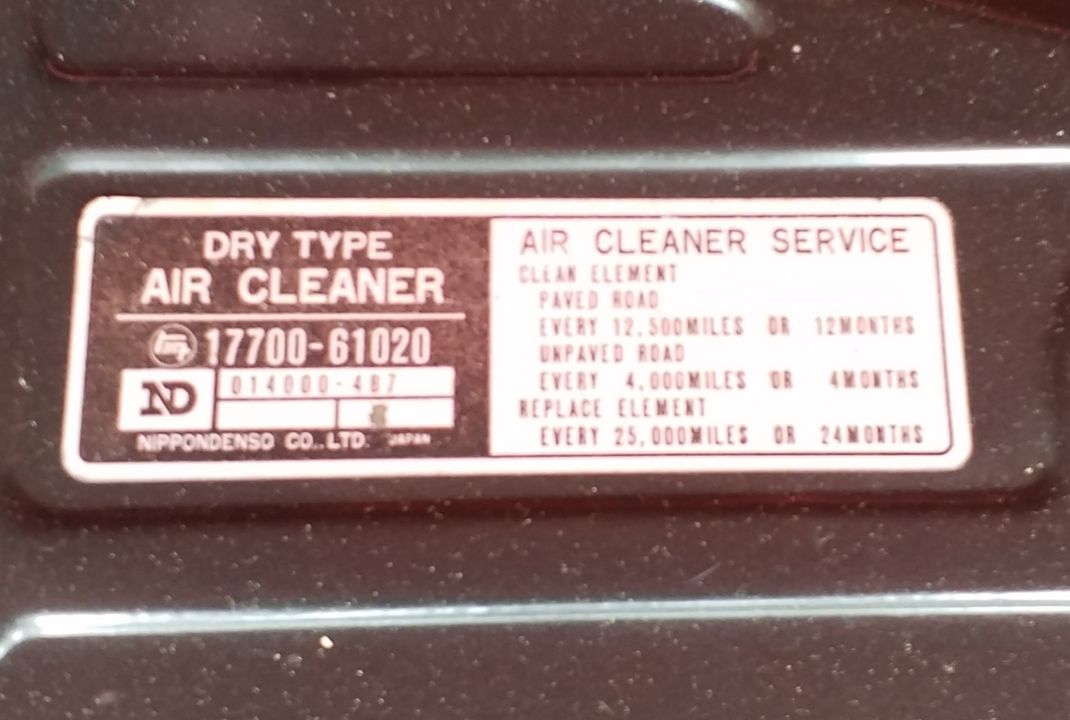 DRY TYPE
AIR CLEANER
17700-61020
ND
014000-487
NIPPONDENSO CO.,LTD. JAPAN
AIR CLEANER SERVICE
CLEAN ELEMENT
PAVED ROAD
EVERY 12,500MILES OR 12MONTHS
UNPAVED ROAD
EVERY 4,000MILES OR 4MONTHS
REPLACE ELEMENT
EVERY 25,000MILES OR 24MONTHS